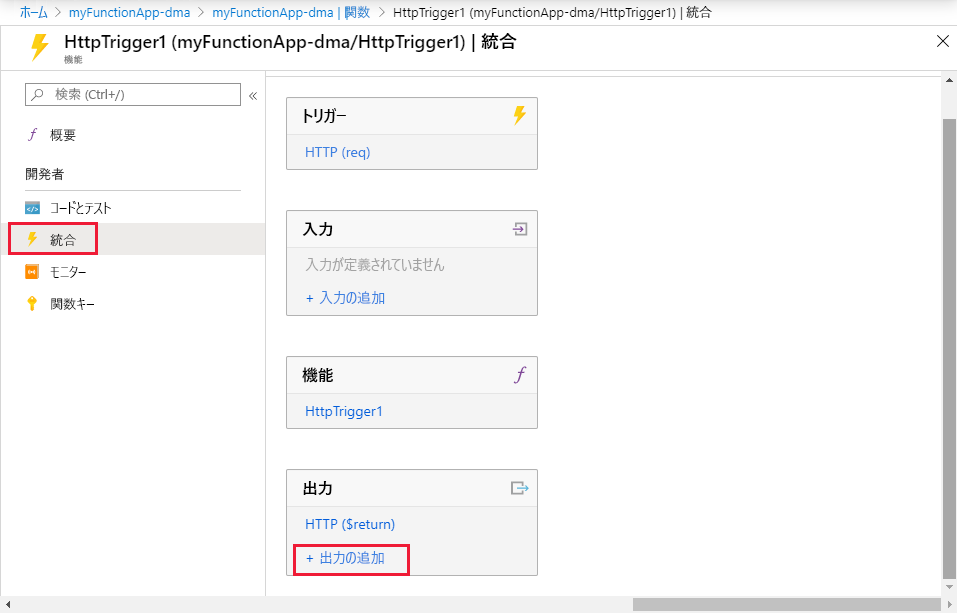 ホーム > myFunctionApp-dma > myFunctionApp-dma | 関数 > HttpTrigger1 (myFunctionApp-dma/HttpTrigger1) | 統合
HttpTrigger1 (myFunctionApp-dma/HttpTrigger1) | 統合
機能
検索 (Ctrl+/)
概要
開発者
コードとテスト
統合
モニター
関数キー
トリガー
HTTP (req)
入力
入力が定義されていません
+ 入力の追加
機能
HttpTrigger1
出力
HTTP ($return)
+ 出力の追加